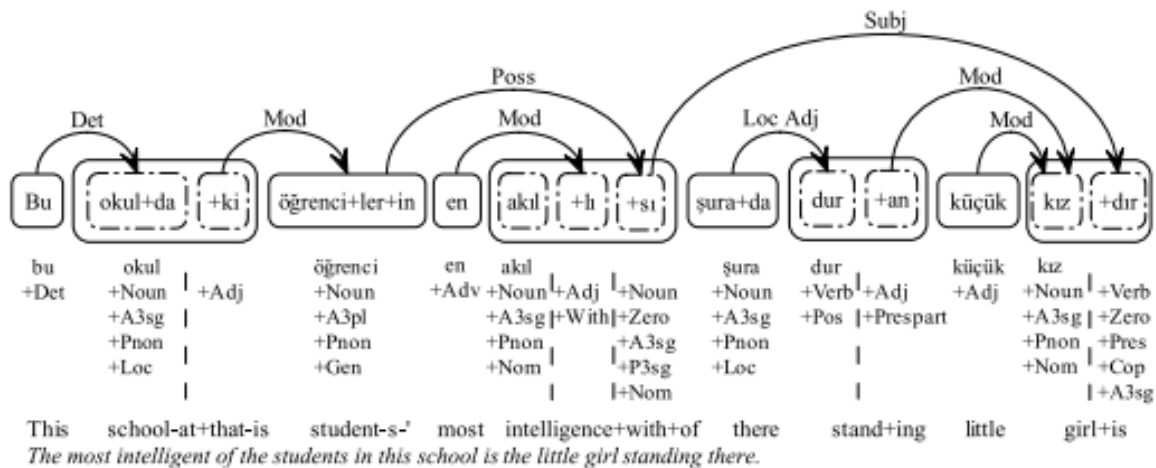 Subj
Poss Mod
Det Mod Mod Loc Adj Mod
Bu okul+da +ki öğrenci+ler+in en akıl +lı +sı şura+da dur +an küçük kız +dır
bu okul öğrenci en akıl şura dur küçük kız
+Det +Noun +Adj +Noun +Adv +Noun +Adj +Noun +Noun +Verb +Adj +Adj +Noun +Verb
+A3sg +A3pl +A3sg +With +Zero +A3sg +Pos +Prespart +A3sg +Zero
+Pnon +Pnon +Pnon +A3sg +Pnon +Pnon +Pres
+Loc +Gen +Nom +P3sg +Loc +Nom +Cop
+Nom +A3sg
This school-at+that-is student-s-' most intelligence+with+of there stand+ing little girl+is
The most intelligent of the students in this school is the little girl standing there.